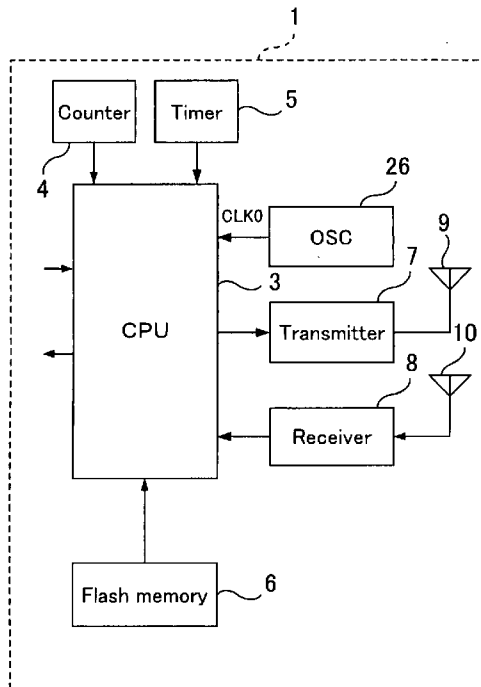 1
Counter
Timer
5
4
26
CLK0
OSC
9
3
7
CPU
Transmitter
10
8
Receiver
Flash memory
6